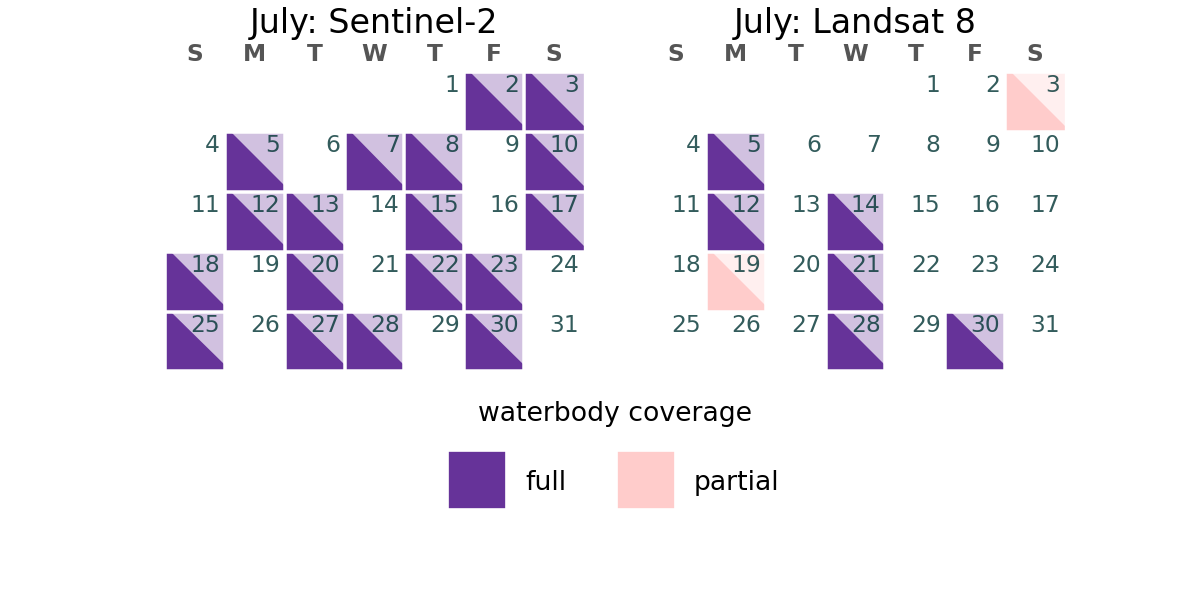 July: Sentinel-2
S M T W T F S
1 2 3
4 5 6 7 8 9 10
11 12 13 14 15 16 17
18 19 20 21 22 23 24
25 26 27 28 29 30 31
July: Landsat 8
S M T W T F S
1 2 3
4 5 6 7 8 9 10
11 12 13 14 15 16 17
18 19 20 21 22 23 24
25 26 27 28 29 30 31
waterbody coverage
full partial